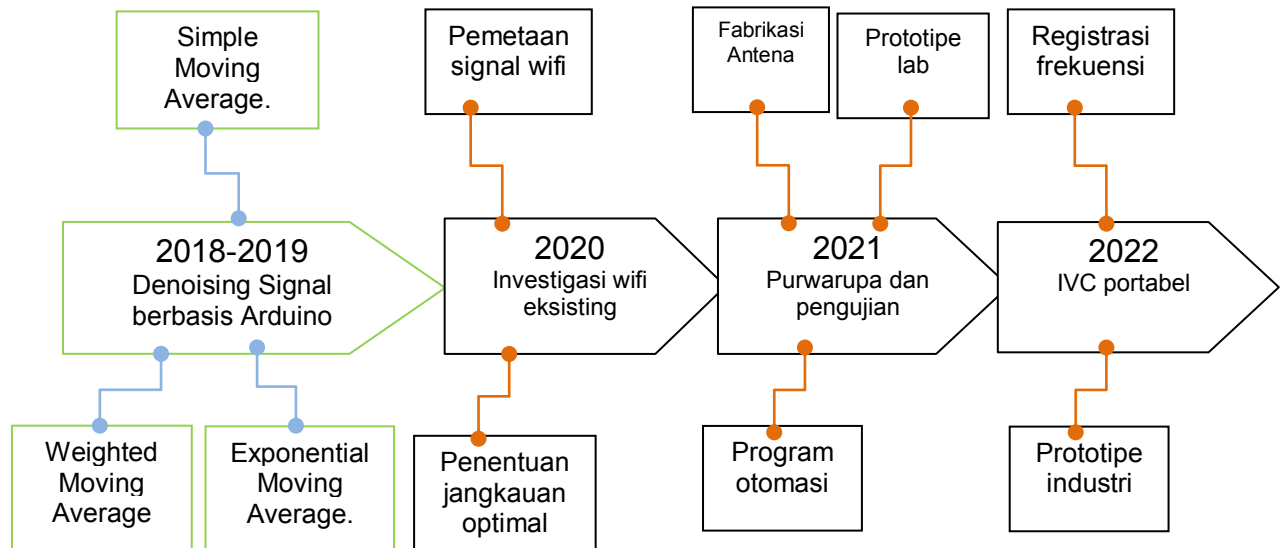 Simple
Moving
Average.
Pemetaan
signal wifi
Fabrikasi
Antena
Prototipe
lab
Registrasi
frekuensi
2018-2019
Denoising Signal
berbasis Arduino
2020
Investigasi wifi
eksisting
2021
Purwarupa dan
pengujian
2022
IVC portabel
Weighted
Moving
Average
Exponential
Moving
Average.
Penentuan
jangkauan
optimal
Program
otomasi
Prototipe
industri